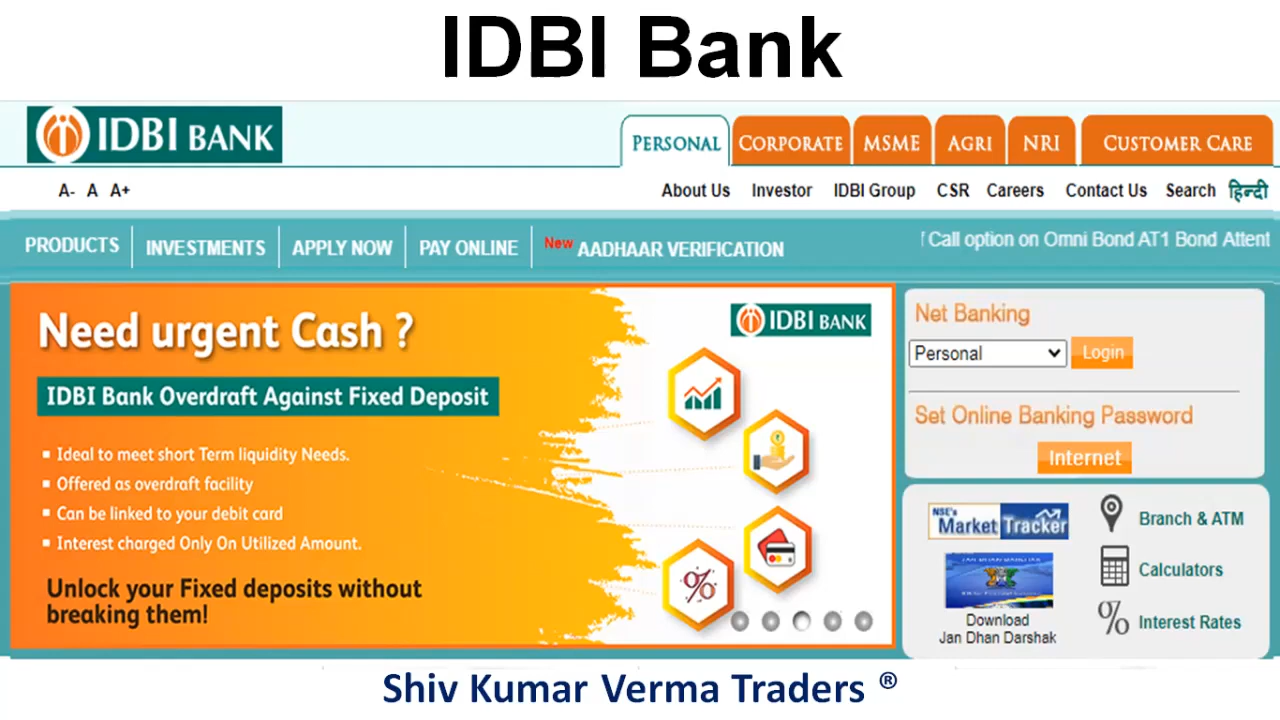 IDBI Bank
IDBI BANK
PERSONAL CORPORATE MSME AGRI NRI CUSTOMER CARE
A- A A+
About Us Investor IDBI Group CSR Careers Contact Us Search हिन्दी
PRODUCTS INVESTMENTS APPLY NOW PAY ONLINE New AADHAAR VERIFICATION
Call option on Omni Bond AT1 Bond Attent
Need urgent Cash ?
IDBI BANK
IDBI Bank Overdraft Against Fixed Deposit
Ideal to meet short Term liquidity Needs.
Offered as overdraft facility
Can be linked to your debit card
Interest charged Only On Utilized Amount.
Unlock your Fixed deposits without
breaking them!
%
Net Banking
Personal Login
Set Online Banking Password
Internet
NSE's
Market Tracker
Download
Jan Dhan Darshak
Branch & ATM
Calculators
% Interest Rates
Shiv Kumar Verma Traders ®